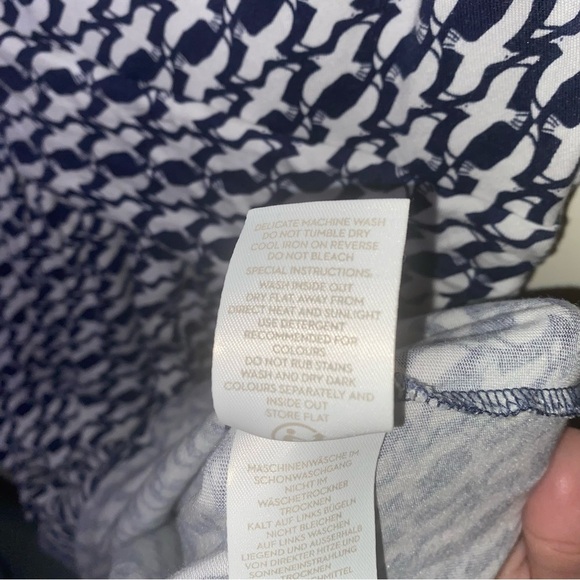 DELICATE MACHINE WASH
DO NOT TUMBLE DRY
COOL IRON ON REVERSE
DO NOT BLEACH
SPECIAL INSTRUCTIONS:
WASH INSIDE OUT
DRY FLAT, AWAY FROM
DIRECT HEAT AND SUNLIGHT
USE DETERGENT
RECOMMENDED FOR
COLOURS
DO NOT RUB STAINS
WASH AND DRY DARK
COLOURS SEPARATELY AND
INSIDE OUT
STORE FLAT
MASCHINENWÄSCHE IM
SCHONWASCHGANG
NICHT IM
WÄSCHETROCKNER
TROCKNEN
KALT AUF LINKS BÜGELN
NICHT BLEICHEN
AUF LINKS WASCHEN
LIEGEND UND AUSSERHALB
VON DIREKTER HITZE UND
SONNENEINSTRAHLUNG
TROCKNEN